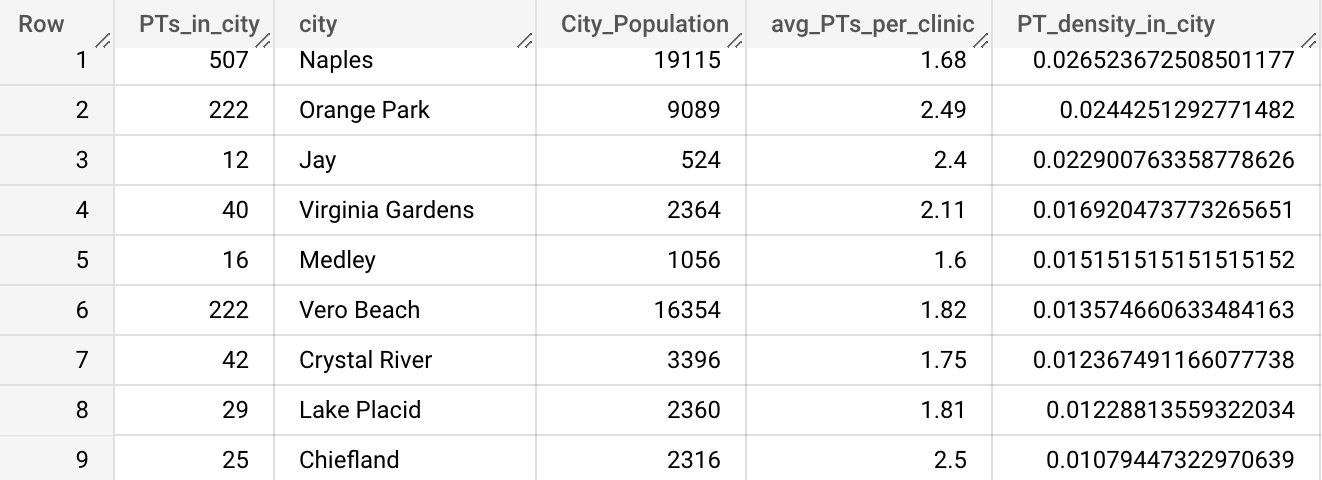 Row PTs_in_city city City_Population avg_PTs_per_clinic PT_density_in_city
1 507 Naples 19115 1.68 0.026523672508501177
2 222 Orange Park 9089 2.49 0.0244251292771482
3 12 Jay 524 2.4 0.022900763358778626
4 40 Virginia Gardens 2364 2.11 0.016920473773265651
5 16 Medley 1056 1.6 0.015151515151515152
6 222 Vero Beach 16354 1.82 0.013574660633484163
7 42 Crystal River 3396 1.75 0.012367491166077738
8 29 Lake Placid 2360 1.81 0.01228813559322034
9 25 Chiefland 2316 2.5 0.01079447322970639